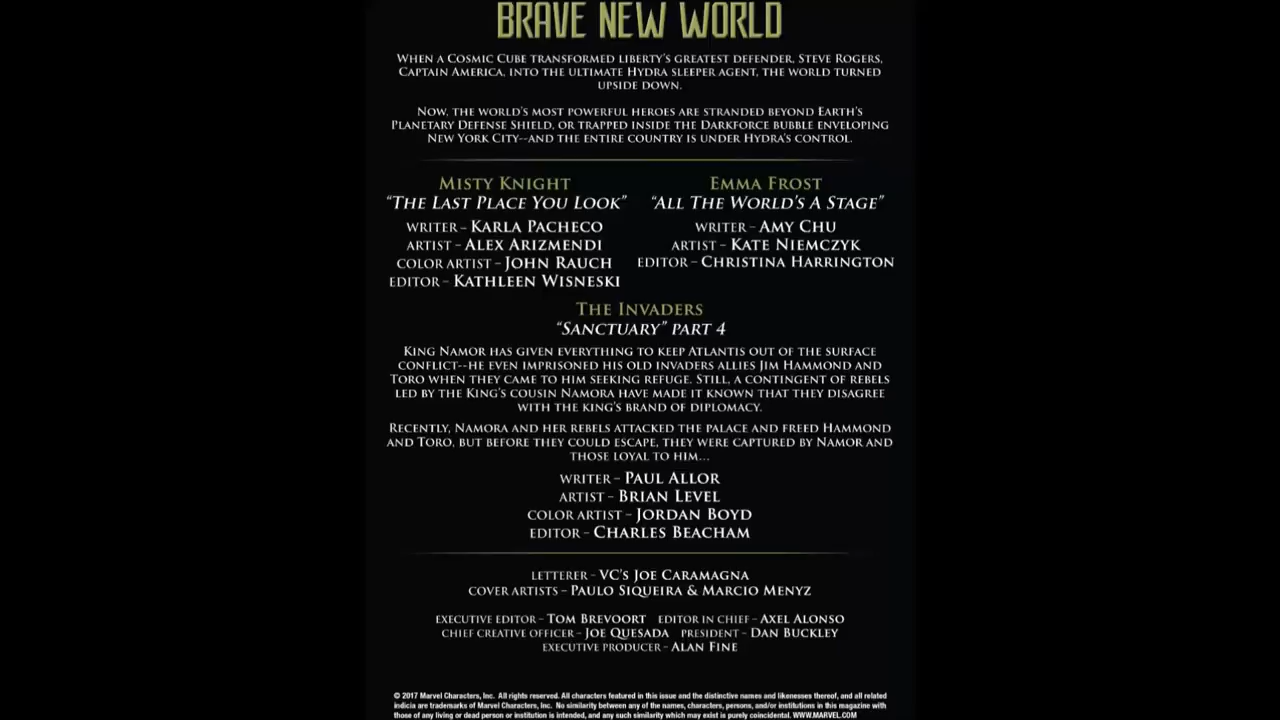 BRAVE NEW WORLD
WHEN A COSMIC CUBE TRANSFORMED LIBERTY'S GREATEST DEFENDER, STEVE ROGERS,
CAPTAIN AMERICA, INTO THE ULTIMATE HYDRA SLEEPER AGENT, THE WORLD TURNED
UPSIDE DOWN.
NOW, THE WORLD'S MOST POWERFUL HEROES ARE STRANDED BEYOND EARTH'S
PLANETARY DEFENSE SHIELD, OR TRAPPED INSIDE THE DARKFORCE BUBBLE ENVELOPING
NEW YORK CITY--AND THE ENTIRE COUNTRY IS UNDER HYDRA'S CONTROL.
MISTY KNIGHT
"THE LAST PLACE YOU LOOK"
WRITER – KARLA PACHECO
ARTIST – ALEX ARIZMENDI
COLOR ARTIST – JOHN RAUCH
EDITOR – KATHLEEN WISNESKI
EMMA FROST
"ALL THE WORLD'S A STAGE"
WRITER – AMY CHU
ARTIST – KATE NIEMCZYK
EDITOR – CHRISTINA HARRINGTON
THE INVADERS
"SANCTUARY" PART 4
KING NAMOR HAS GIVEN EVERYTHING TO KEEP ATLANTIS OUT OF THE SURFACE
CONFLICT--HE EVEN IMPRISONED HIS OLD INVADERS ALLIES JIM HAMMOND AND
TORO WHEN THEY CAME TO HIM SEEKING REFUGE. STILL, A CONTINGENT OF REBELS
LED BY THE KING'S COUSIN NAMORA HAVE MADE IT KNOWN THAT THEY DISAGREE
WITH THE KING'S BRAND OF DIPLOMACY.
RECENTLY, NAMORA AND HER REBELS ATTACKED THE PALACE AND FREED HAMMOND
AND TORO, BUT BEFORE THEY COULD ESCAPE, THEY WERE CAPTURED BY NAMOR AND
THOSE LOYAL TO HIM...
WRITER – PAUL ALLOR
ARTIST – BRIAN LEVEL
COLOR ARTIST – JORDAN BOYD
EDITOR – CHARLES BEACHAM
LETTERER – VC'S JOE CARAMAGNA
COVER ARTISTS – PAULO SIQUEIRA & MARCIO MENYZ
EXECUTIVE EDITOR – TOM BREVOORT EDITOR IN CHIEF – AXEL ALONSO
CHIEF CREATIVE OFFICER – JOE QUESADA PRESIDENT – DAN BUCKLEY
EXECUTIVE PRODUCER – ALAN FINE
© 2017 Marvel Characters, Inc. All rights reserved. All characters featured in this issue and the distinctive names and likenesses thereof, and all related
indicia are trademarks of Marvel Characters, Inc. No similarity between any of the names, characters, persons, and/or institutions in this magazine with
those of any living or dead person or institution is intended, and any such similarity which may exist is purely coincidental. WWW.MARVEL.COM